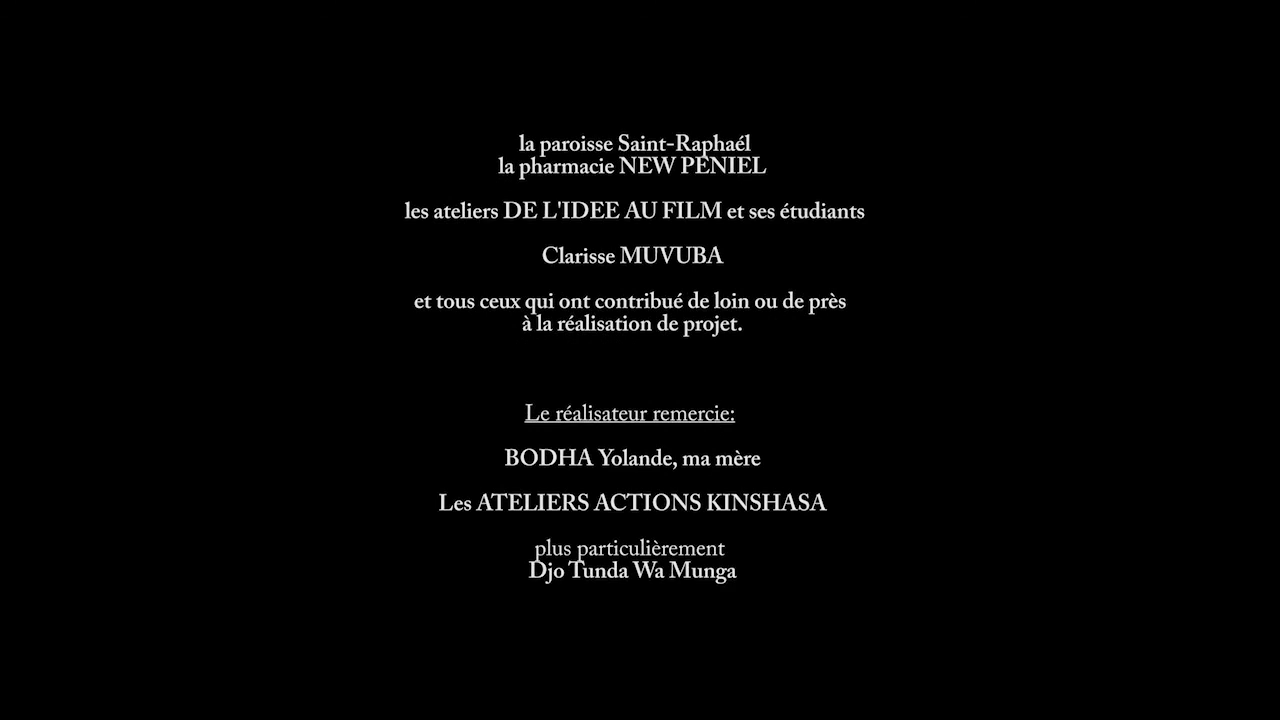 la paroisse Saint-Raphaél
la pharmacie NEW PENIEL
les ateliers DE L'IDEE AU FILM et ses étudiants
Clarisse MUVUBA
et tous ceux qui ont contribué de loin ou de près
à la réalisation de projet.
Le réalisateur remercie:
BODHA Yolande, ma mère
Les ATELIERS ACTIONS KINSHASA
plus particulièrement
Djo Tunda Wa Munga